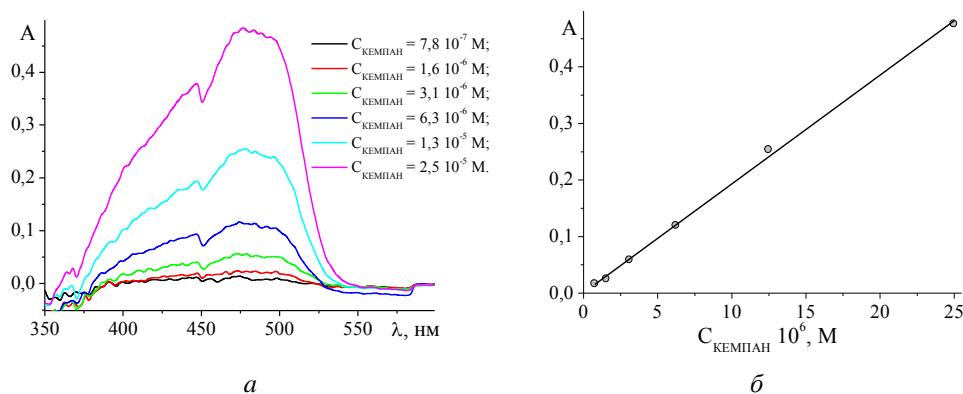 A
0,4
0,3
0,2
0,1
0,0
350
400
450
500
550
λ, нм
C_КЕМПАН = 7,8 10⁻⁷ М;
C_КЕМПАН = 1,6 10⁻⁶ М;
C_КЕМПАН = 3,1 10⁻⁶ М;
C_КЕМПАН = 6,3 10⁻⁶ М;
C_КЕМПАН = 1,3 10⁻⁵ М;
C_КЕМПАН = 2,5 10⁻⁵ М.
а
A
0,4
0,3
0,2
0,1
0,0
0
5
10
15
20
25
C_КЕМПАН 10⁶, М
б